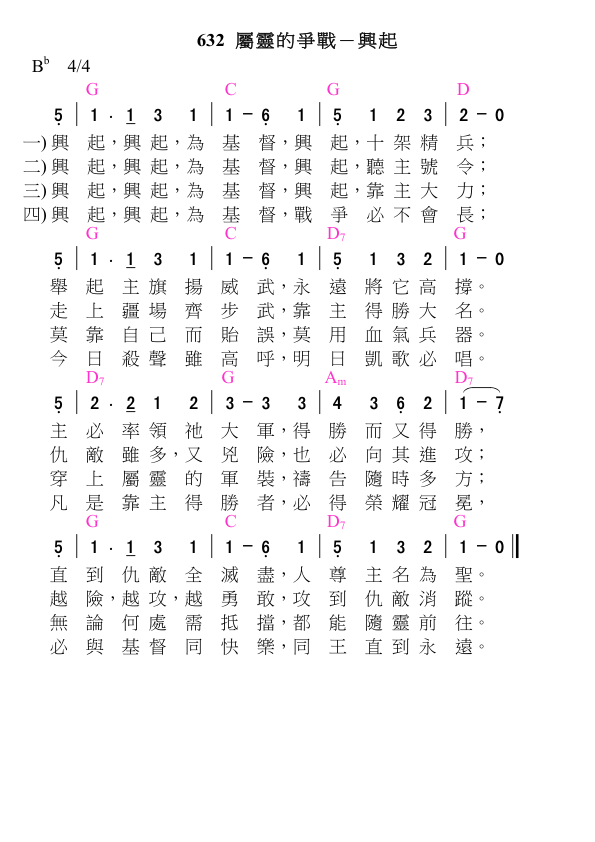 632 屬靈的爭戰－興起
Bb 4/4
G C G D
5̣ | 1 · 1 3 1 | 1 – 6̣ 1 | 5̣ 1 2 3 | 2 – 0
一) 興 起，興 起，為 基 督，興 起，十 架 精 兵；
二) 興 起，興 起，為 基 督，興 起，聽 主 號 令；
三) 興 起，興 起，為 基 督，興 起，靠 主 大 力；
四) 興 起，興 起，為 基 督，戰 爭 必 不 會 長；
G C D7 G
5̣ | 1 · 1 3 1 | 1 – 6̣ 1 | 5̣ 1 3 2 | 1 – 0
舉 起 主 旗 揚 威 武，永 遠 將 它 高 撐。
走 上 疆 場 齊 步 武，靠 主 得 勝 大 名。
莫 靠 自 己 而 貽 誤，莫 用 血 氣 兵 器。
今 日 殺 聲 雖 高 呼，明 日 凱 歌 必 唱。
D7 G Am D7
5̣ | 2 · 2 1 2 | 3 – 3 3 | 4 3 6̣ 2 | 1 – 7̣
主 必 率 領 祂 大 軍，得 勝 而 又 得 勝，
仇 敵 雖 多，又 兇 險，也 必 向 其 進 攻；
穿 上 屬 靈 的 軍 裝，禱 告 隨 時 多 方；
凡 是 靠 主 得 勝 者，必 得 榮 耀 冠 冕，
G C D7 G
5̣ | 1 · 1 3 1 | 1 – 6̣ 1 | 5̣ 1 3 2 | 1 – 0 ‖
直 到 仇 敵 全 滅 盡，人 尊 主 名 為 聖。
越 險，越 攻，越 勇 敢，攻 到 仇 敵 消 蹤。
無 論 何 處 需 抵 擋，都 能 隨 靈 前 往。
必 與 基 督 同 快 樂，同 王 直 到 永 遠。